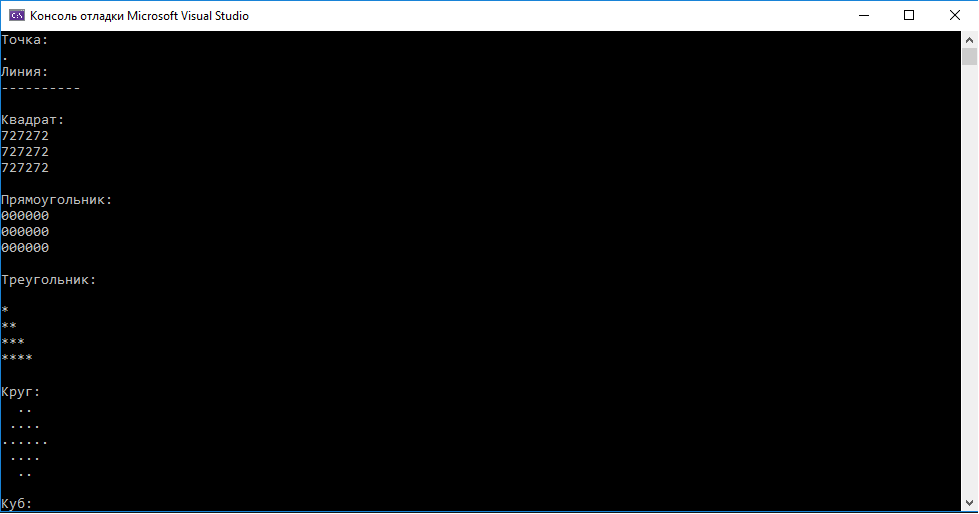 Консоль отладки Microsoft Visual Studio
Точка:
.
Линия:
----------
Квадрат:
727272
727272
727272
Прямоугольник:
000000
000000
000000
Треугольник:
*
**
***
****
Круг:
  ..
 ....
......
 ....
  ..
Куб: